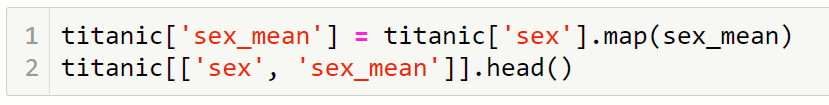 1 titanic['sex_mean'] = titanic['sex'].map(sex_mean)
2 titanic[['sex', 'sex_mean']].head()